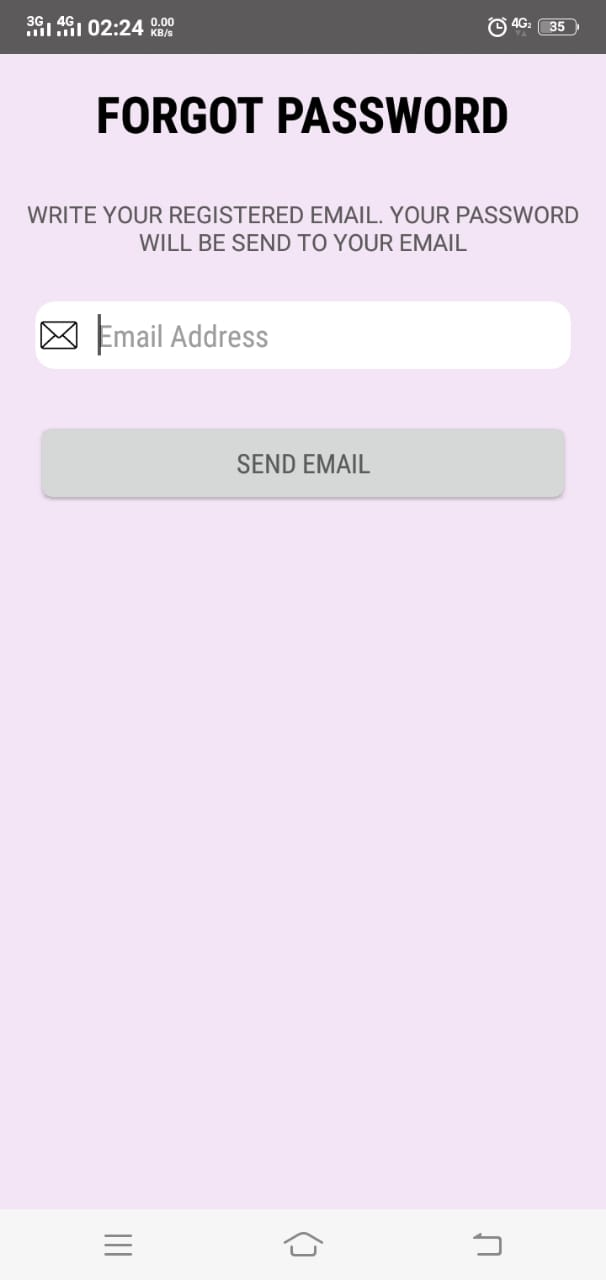 3G 4G 02:24 0.00 KB/s 4G2 35
FORGOT PASSWORD
WRITE YOUR REGISTERED EMAIL. YOUR PASSWORD
WILL BE SEND TO YOUR EMAIL
Email Address
SEND EMAIL